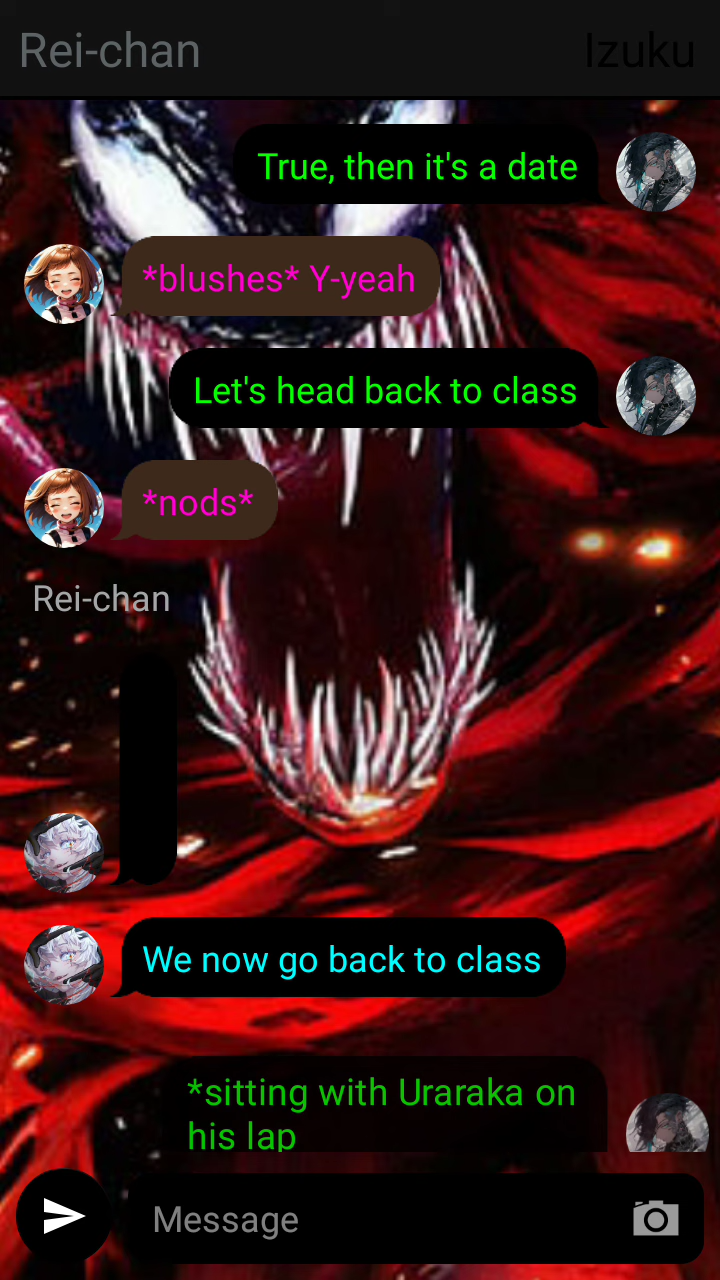 Rei-chan
Izuku
True, then it's a date
*blushes* Y-yeah
Let's head back to class
*nods*
Rei-chan
We now go back to class
*sitting with Uraraka on
his lap
Message